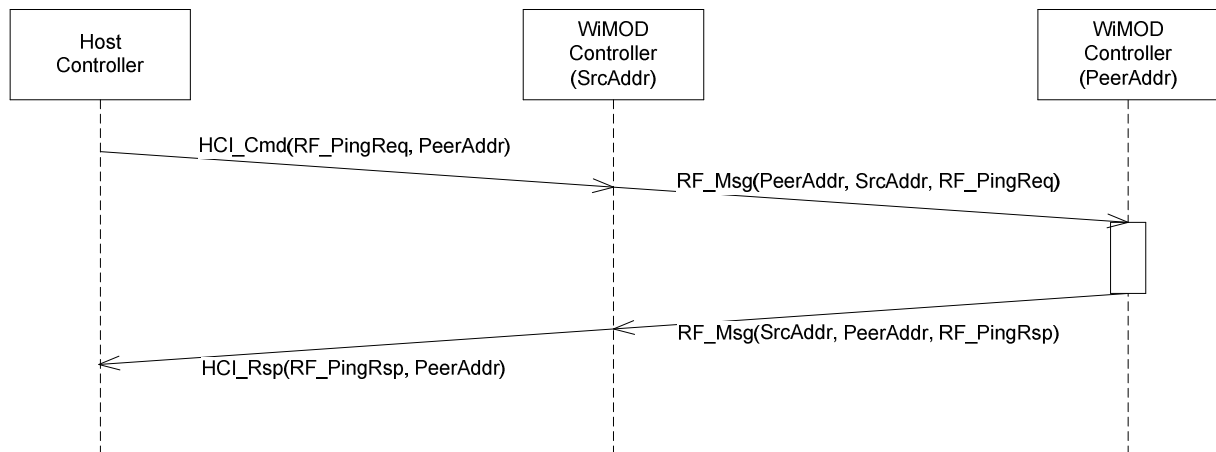 Host
Controller
WiMOD
Controller
(SrcAddr)
WiMOD
Controller
(PeerAddr)
HCI_Cmd(RF_PingReq, PeerAddr)
RF_Msg(PeerAddr, SrcAddr, RF_PingReq)
RF_Msg(SrcAddr, PeerAddr, RF_PingRsp)
HCI_Rsp(RF_PingRsp, PeerAddr)